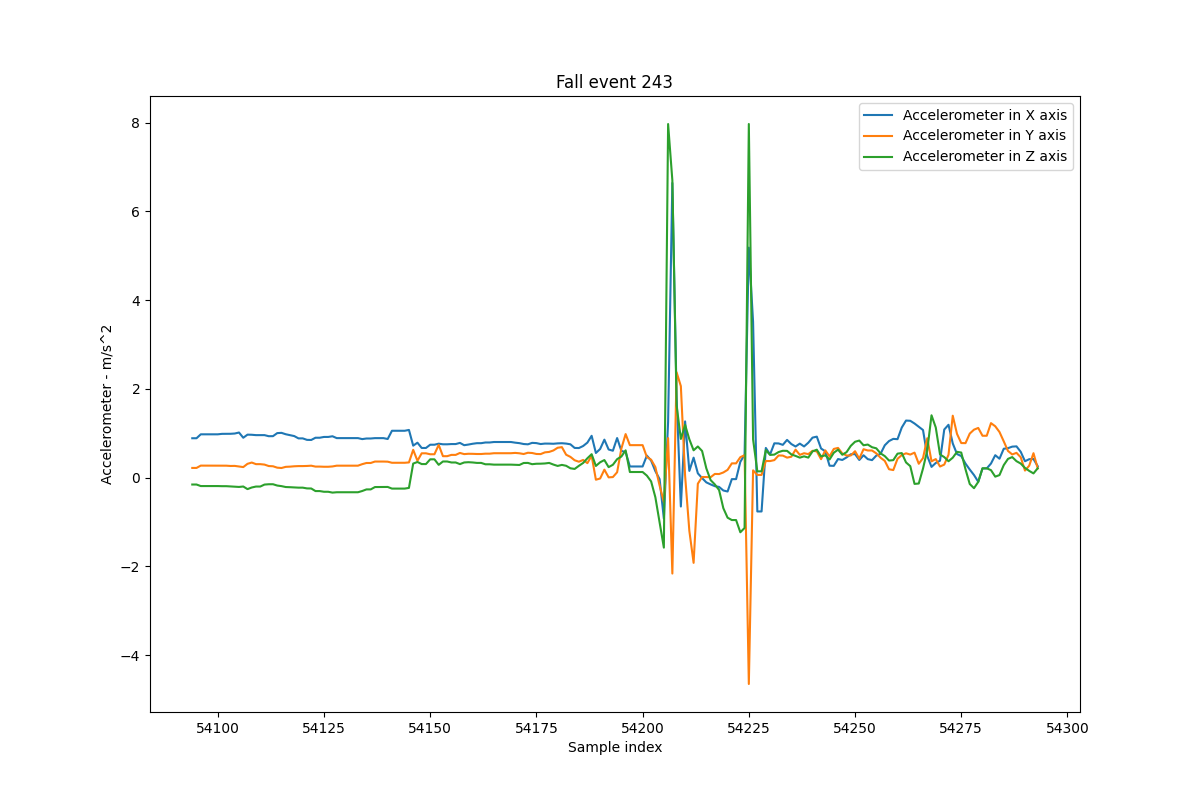 Fall event 243
Accelerometer in X axis
Accelerometer in Y axis
Accelerometer in Z axis
Accelerometer - m/s^2
8
6
4
2
0
−2
−4
54100 54125 54150 54175 54200 54225 54250 54275 54300
Sample index